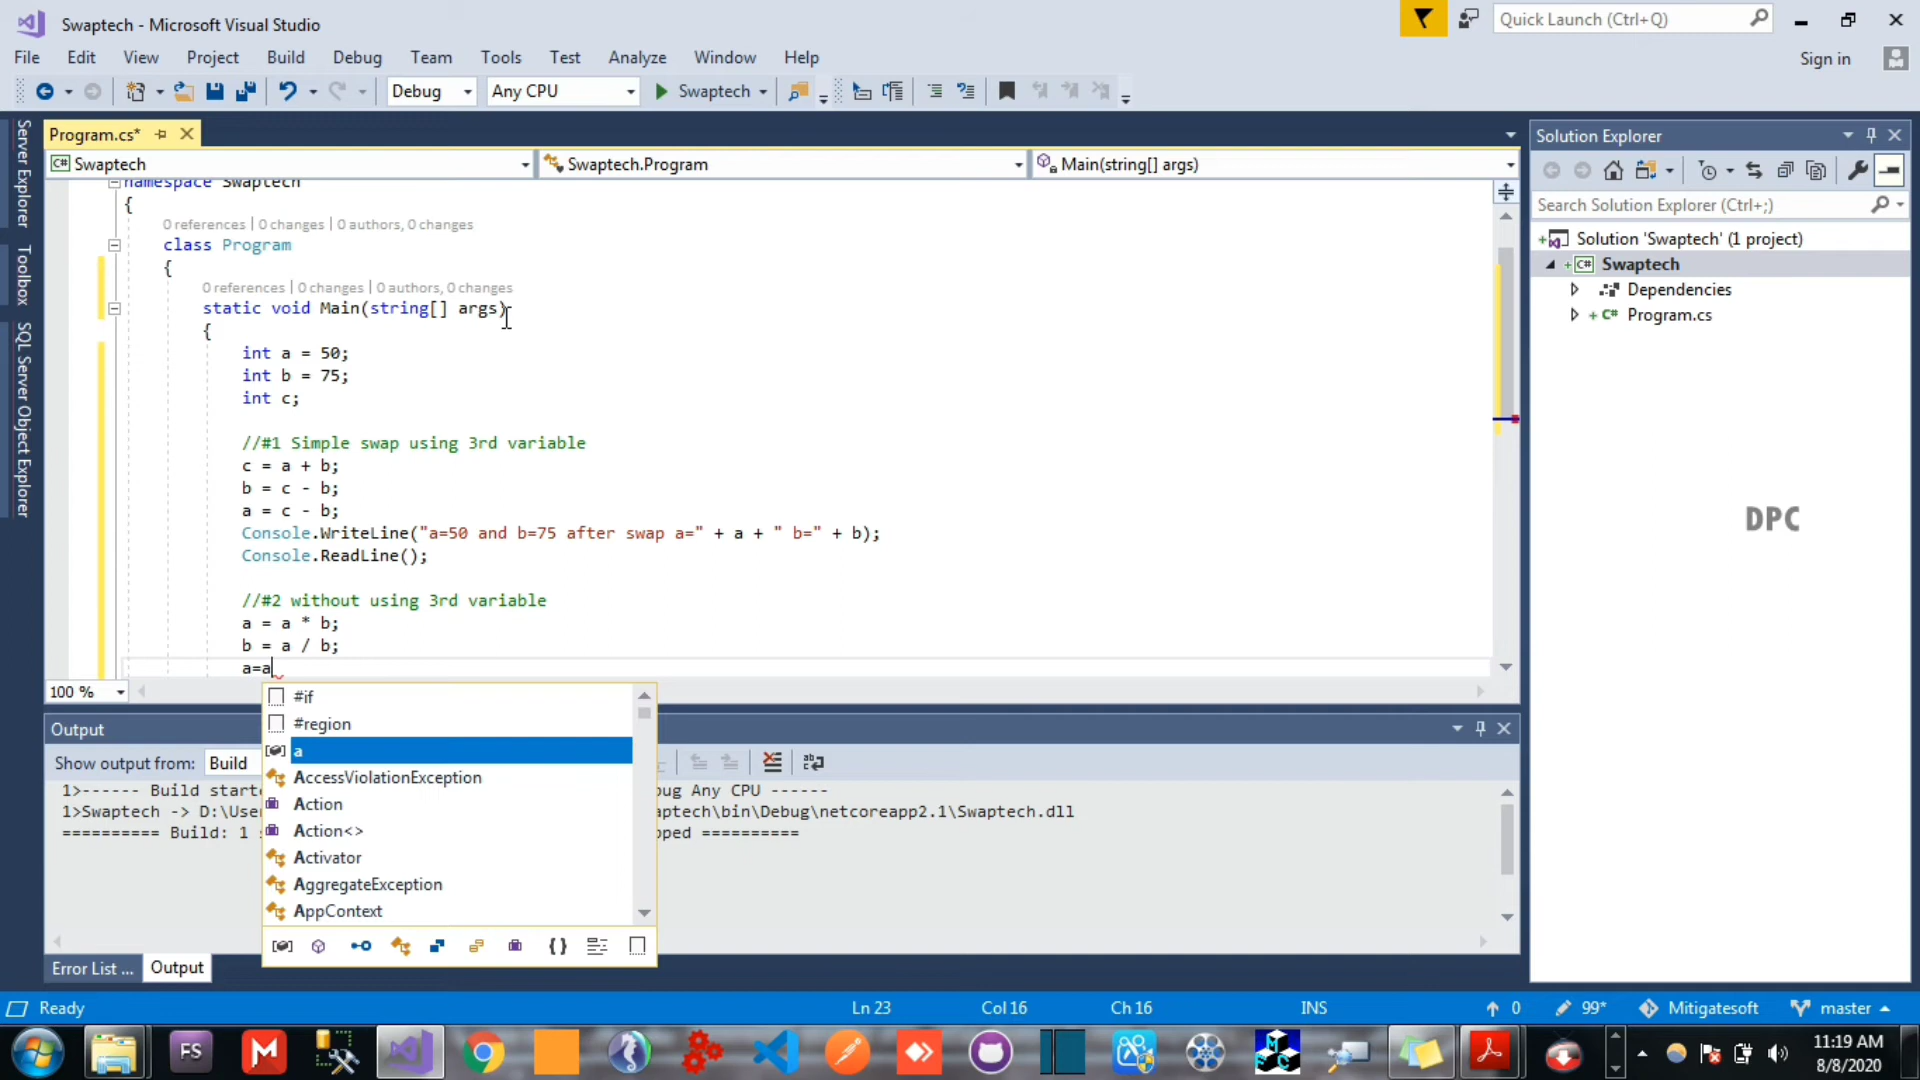 Swaptech - Microsoft Visual Studio
Quick Launch (Ctrl+Q)
File Edit View Project Build Debug Team Tools Test Analyze Window Help
Sign in
Debug Any CPU Swaptech
Server Explorer
Toolbox
SQL Server Object Explorer
Program.cs*
Swaptech Swaptech.Program Main(string[] args)
namespace Swaptech
{
0 references | 0 changes | 0 authors, 0 changes
class Program
{
0 references | 0 changes | 0 authors, 0 changes
static void Main(string[] args)
{
int a = 50;
int b = 75;
int c;
//#1 Simple swap using 3rd variable
c = a + b;
b = c - b;
a = c - b;
Console.WriteLine("a=50 and b=75 after swap a=" + a + " b=" + b);
Console.ReadLine();
//#2 without using 3rd variable
a = a * b;
b = a / b;
a=a
100 %
#if
#region
a
AccessViolationException
Action
Action<>
Activator
AggregateException
AppContext
Output
Show output from: Build
1>------ Build starte ug Any CPU ------
1>Swaptech -> D:\User aptech\bin\Debug\netcoreapp2.1\Swaptech.dll
========== Build: 1 s pped ==========
Error List ... Output
Solution Explorer
Search Solution Explorer (Ctrl+;)
Solution 'Swaptech' (1 project)
Swaptech
Dependencies
Program.cs
DPC
Ready Ln 23 Col 16 Ch 16 INS 0 99* Mitigatesoft master
FS
11:19 AM
8/8/2020